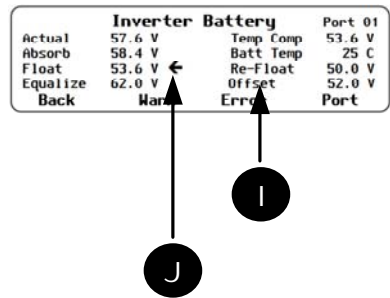 Inverter Battery Port 01
Actual 57.6 V Temp Comp 53.6 V
Absorb 58.4 V Batt Temp 25 C
Float 53.6 V ← Re-Float 50.0 V
Equalize 62.0 V Offset 52.0 V
Back Port
I
J